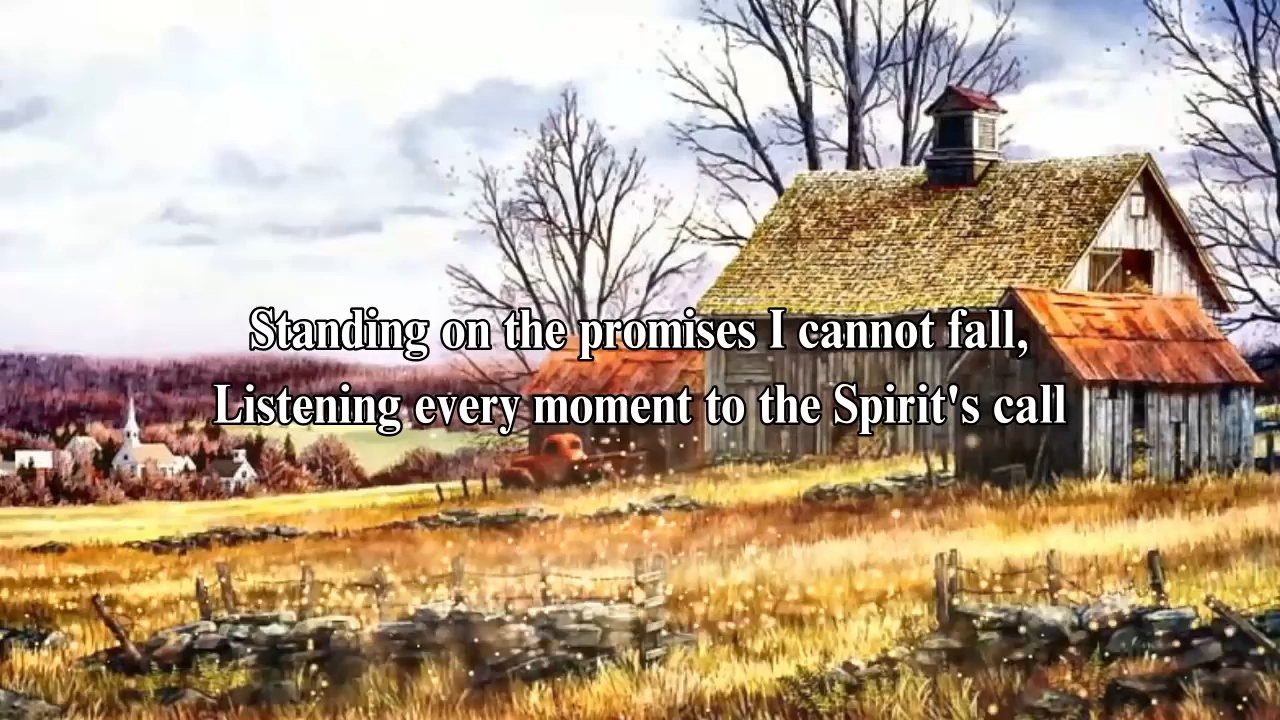 Standing on the promises I cannot fall,
Listening every moment to the Spirit's call